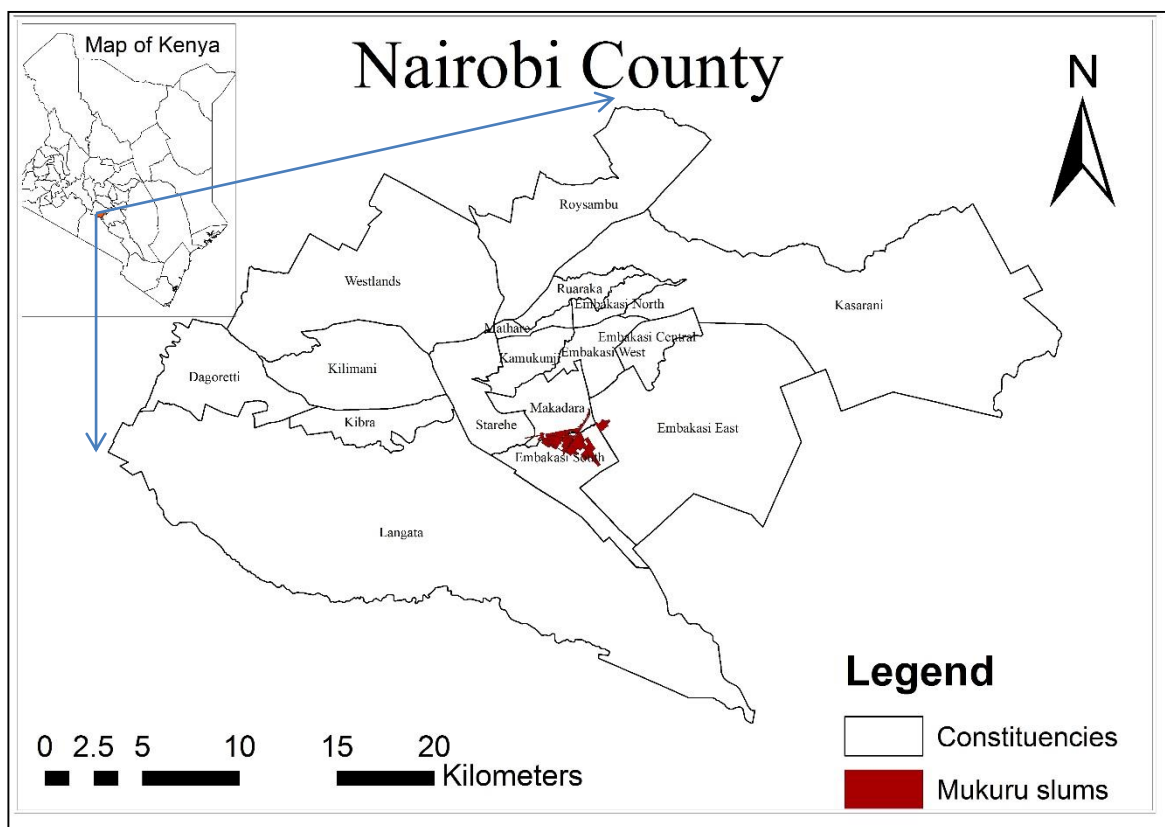 Map of Kenya
Nairobi County
N
Roysambu
Westlands
Ruaraka
Embakasi North
Kasarani
Mathare
Embakasi Central
Kamukunji
Embakasi West
Dagoretti
Kilimani
Makadara
Kibra
Starehe
Embakasi East
Embakasi South
Langata
Legend
0 2.5 5 10 15 20
Kilometers
Constituencies
Mukuru slums